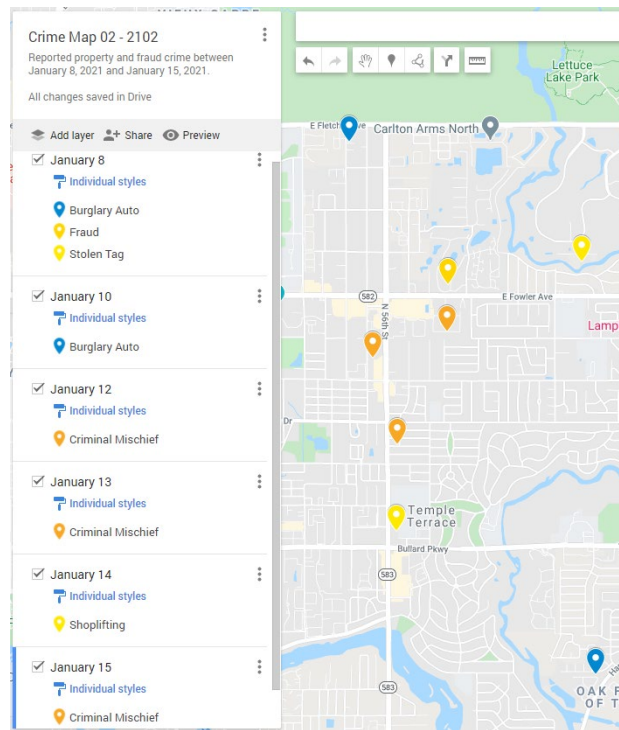 Crime Map 02 - 2102
Reported property and fraud crime between
January 8, 2021 and January 15, 2021.
All changes saved in Drive
Add layer
Share
Preview
January 8
Individual styles
Burglary Auto
Fraud
Stolen Tag
January 10
Individual styles
Burglary Auto
January 12
Individual styles
Criminal Mischief
January 13
Individual styles
Criminal Mischief
January 14
Individual styles
Shoplifting
January 15
Individual styles
Criminal Mischief
Lettuce
Lake Park
Carlton Arms North
582
E Fowler Ave
N 56th St
Lamp
Dr
Temple
Terrace
Bullard Pkwy
583
583
OAK
OF T